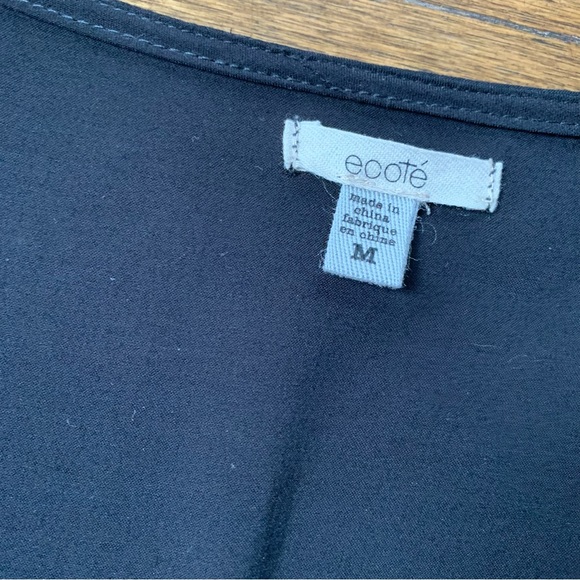 ecoté
made in
china
fabrique
en chine
M